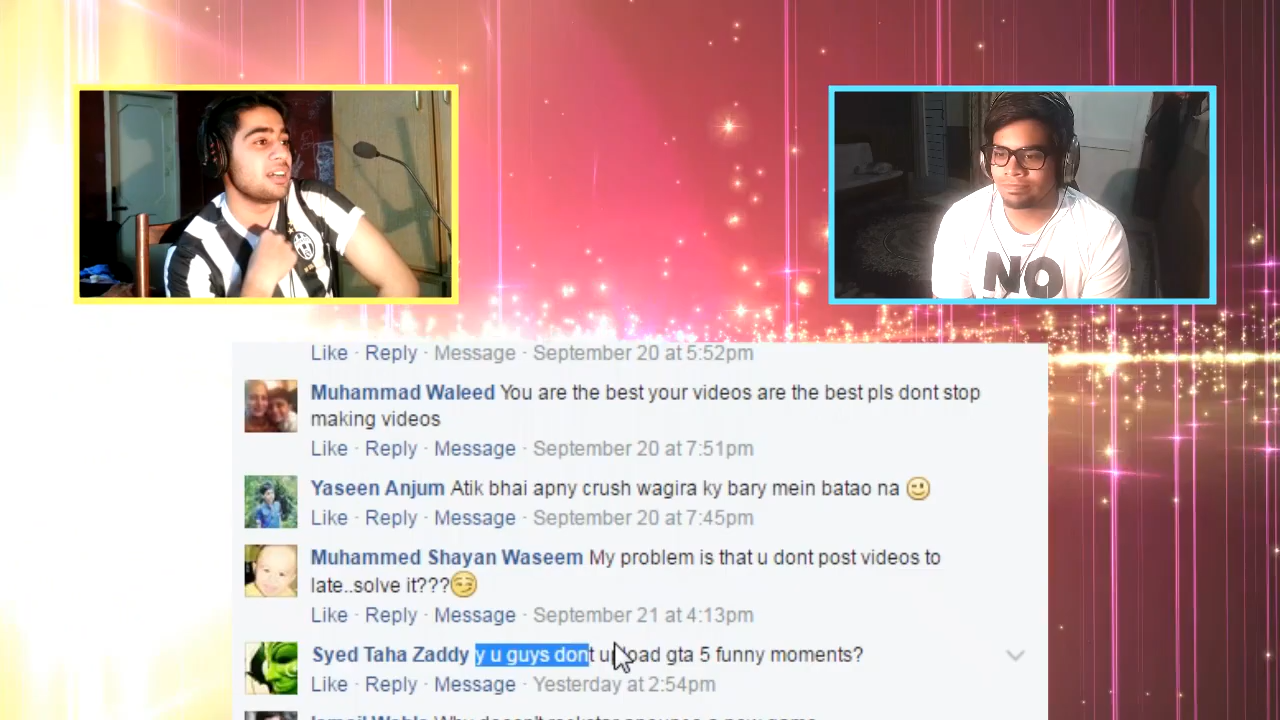 NO
Like · Reply · Message · September 20 at 5:52pm
Muhammad Waleed You are the best your videos are the best pls dont stop
making videos
Like · Reply · Message · September 20 at 7:51pm
Yaseen Anjum Atik bhai apny crush wagira ky bary mein batao na
Like · Reply · Message · September 20 at 7:45pm
Muhammed Shayan Waseem My problem is that u dont post videos to
late..solve it???
Like · Reply · Message · September 21 at 4:13pm
Syed Taha Zaddy y u guys dont upload gta 5 funny moments?
Like · Reply · Message · Yesterday at 2:54pm